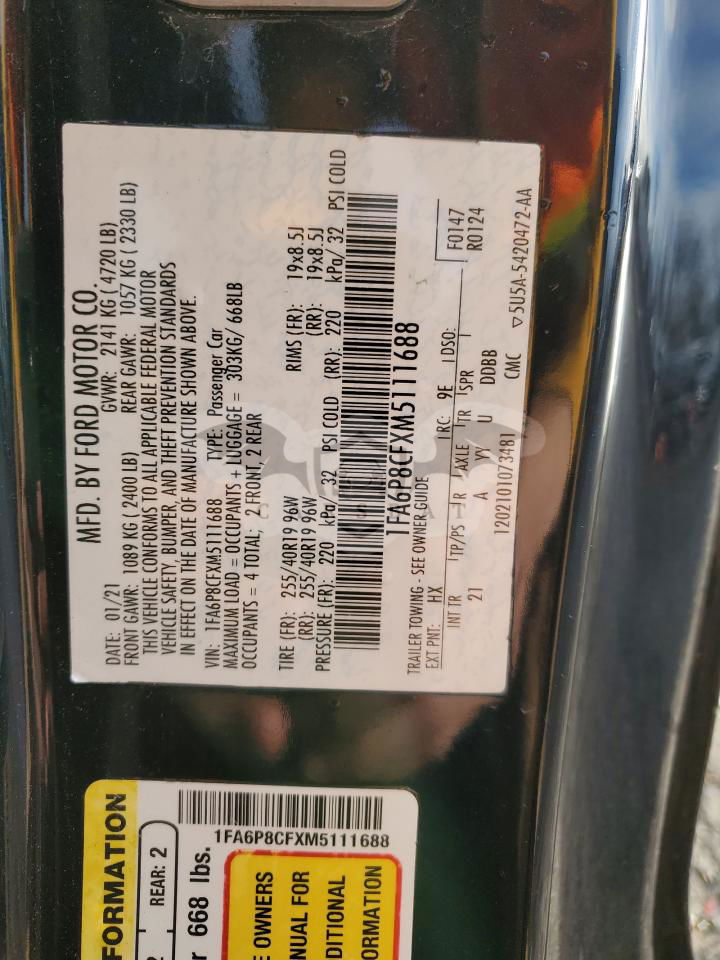 MFD. BY FORD MOTOR CO.
DATE: 01/21 GVWR: 2141 KG ( 4720 LB)
FRONT GAWR: 1089 KG ( 2400 LB) REAR GAWR: 1057 KG ( 2330 LB)
THIS VEHICLE CONFORMS TO ALL APPLICABLE FEDERAL MOTOR
VEHICLE SAFETY, BUMPER, AND THEFT PREVENTION STANDARDS
IN EFFECT ON THE DATE OF MANUFACTURE SHOWN ABOVE.
VIN: 1FA6P8CFXM5111688 TYPE: Passenger Car
MAXIMUM LOAD = OCCUPANTS + LUGGAGE = 303KG/ 668LB
OCCUPANTS = 4 TOTAL; 2 FRONT, 2 REAR
TIRE (FR): 255/40R19 96W RIMS (FR): 19x8.5J
(RR): 255/40R19 96W (RR): 19x8.5J
PRESSURE (FR): 220 kPa/ 32 PSI COLD (RR): 220 kPa/ 32 PSI COLD
1FA6P8CFXM5111688
TRAILER TOWING - SEE OWNER GUIDE
EXT PNT: HX RC: 9E DSO: F0147
R0124
INT TR TP/PS R AXLE TR SPR
21 A YY U DDBB
CMC
1202101073481 ▽5U5A-5420472-AA
FORMATION
REAR: 2
668 lbs.
1FA6P8CFXM5111688
E OWNERS
NUAL FOR
DITIONAL
ORMATION